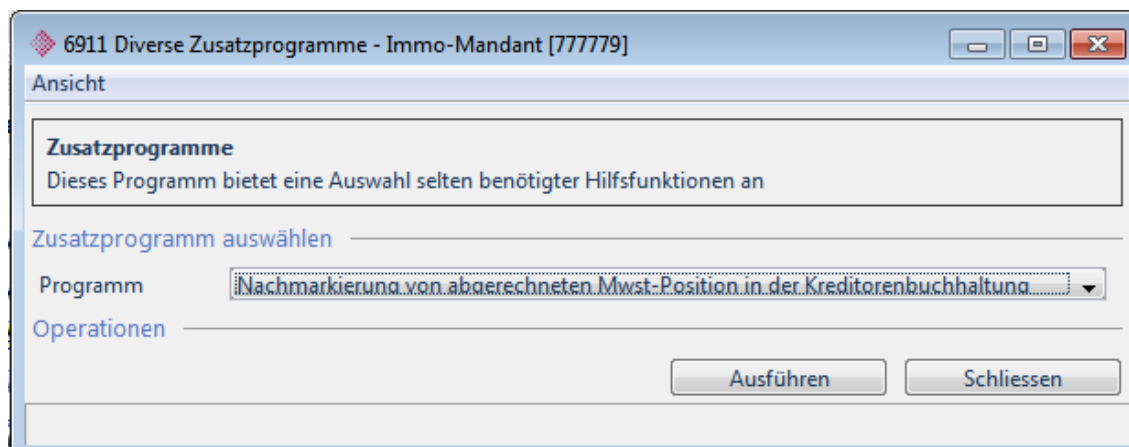 6911 Diverse Zusatzprogramme - Immo-Mandant [777779]
Ansicht
Zusatzprogramme
Dieses Programm bietet eine Auswahl selten benötigter Hilfsfunktionen an
Zusatzprogramm auswählen
Programm Nachmarkierung von abgerechneten Mwst-Position in der Kreditorenbuchhaltung
Operationen
Ausführen Schliessen